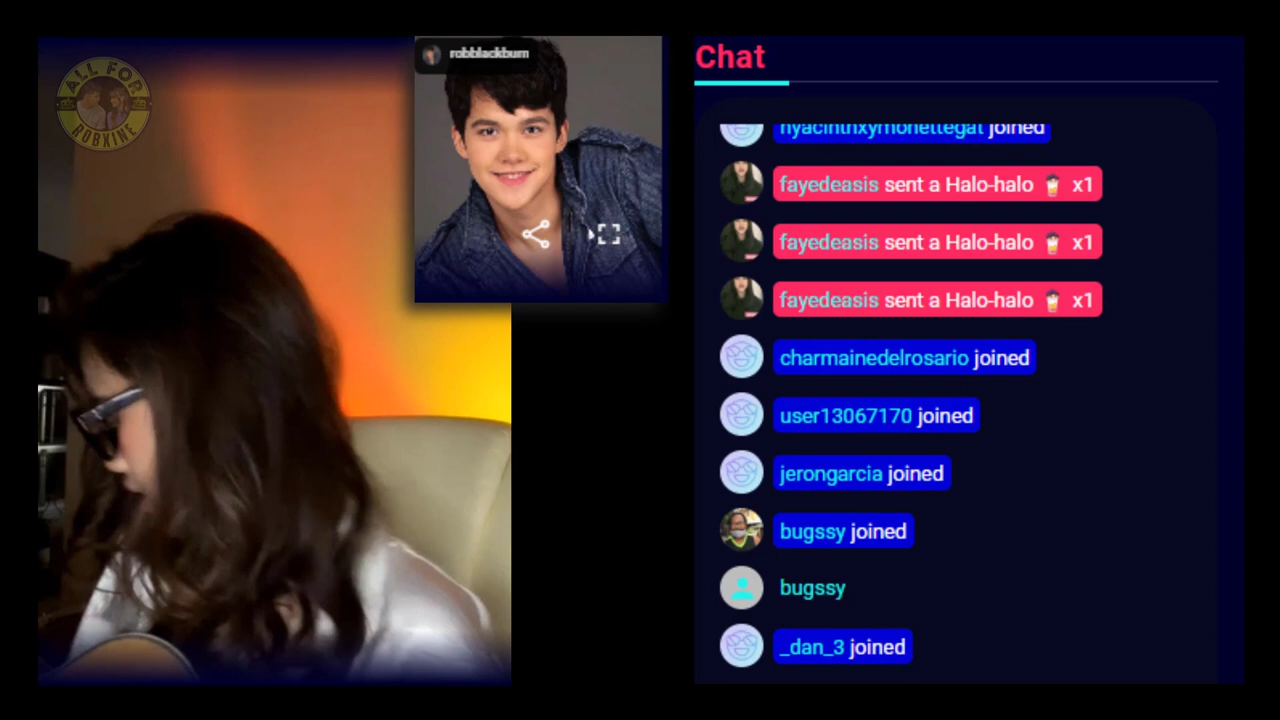 ALL FOR
ROBXINE
robblackburn
Chat
hyacinthxymonettegat joined
fayedeasis sent a Halo-halo x1
fayedeasis sent a Halo-halo x1
fayedeasis sent a Halo-halo x1
charmainedelrosario joined
user13067170 joined
jerongarcia joined
bugssy joined
bugssy
_dan_3 joined